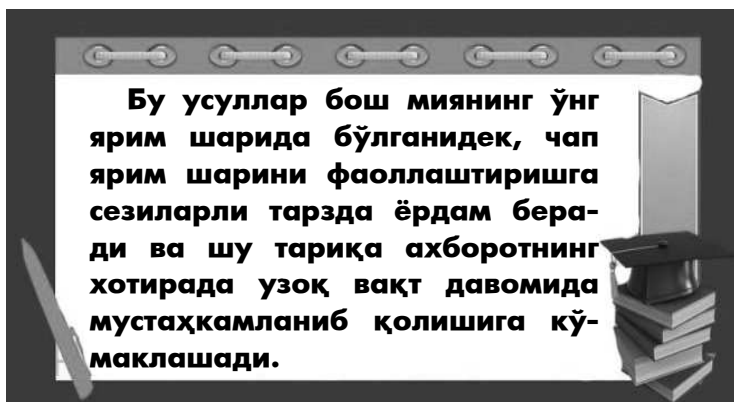 Бу усуллар бош миянинг ўнг
ярим шарида бўлганидек, чап
ярим шарини фаоллаштиришга
сезиларли тарзда ёрдам бера-
ди ва шу тариқа ахборотнинг
хотирада узоқ вақт давомида
мустаҳкамланиб қолишига кў-
маклашади.